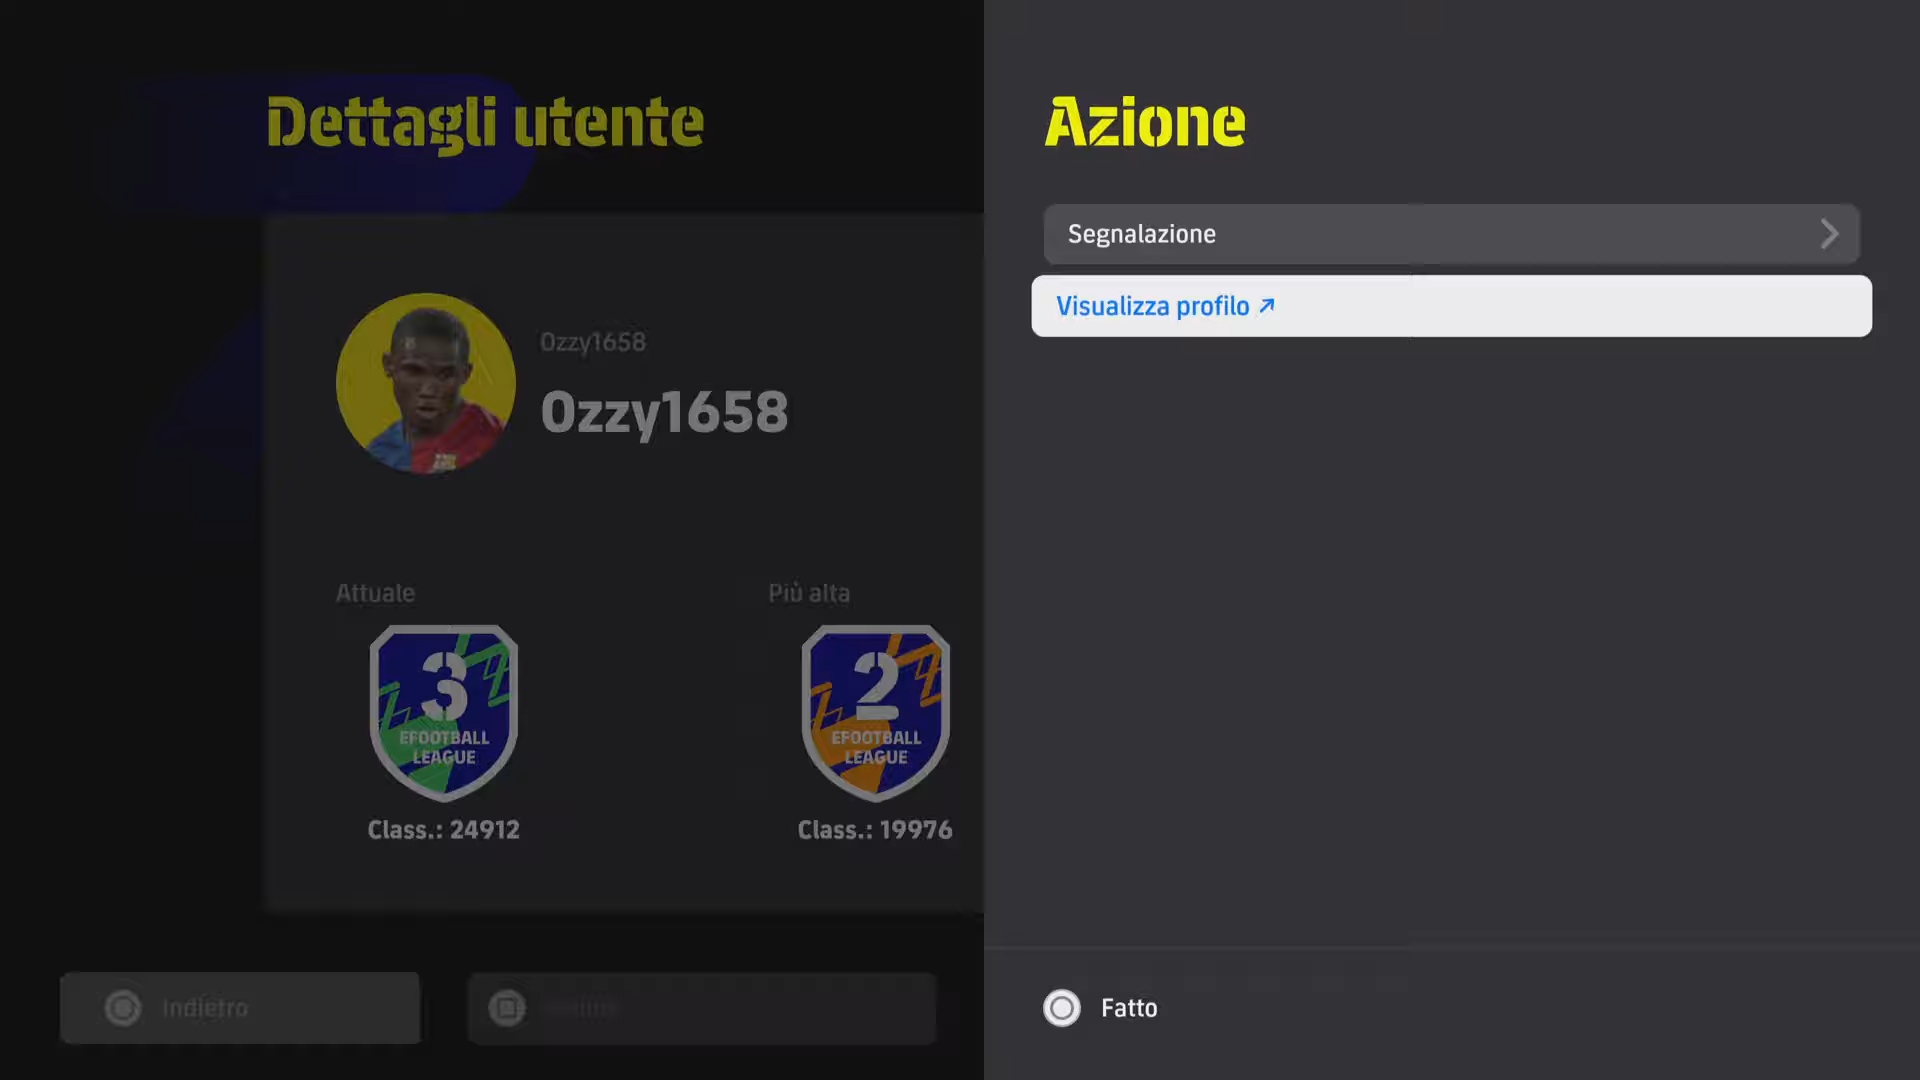 Dettagli utente
Ozzy1658
Ozzy1658
Attuale
Più alta
3
EFOOTBALL
LEAGUE
Class.: 24912
2
EFOOTBALL
LEAGUE
Class.: 19976
Indietro
Azione
Segnalazione
Visualizza profilo
Fatto